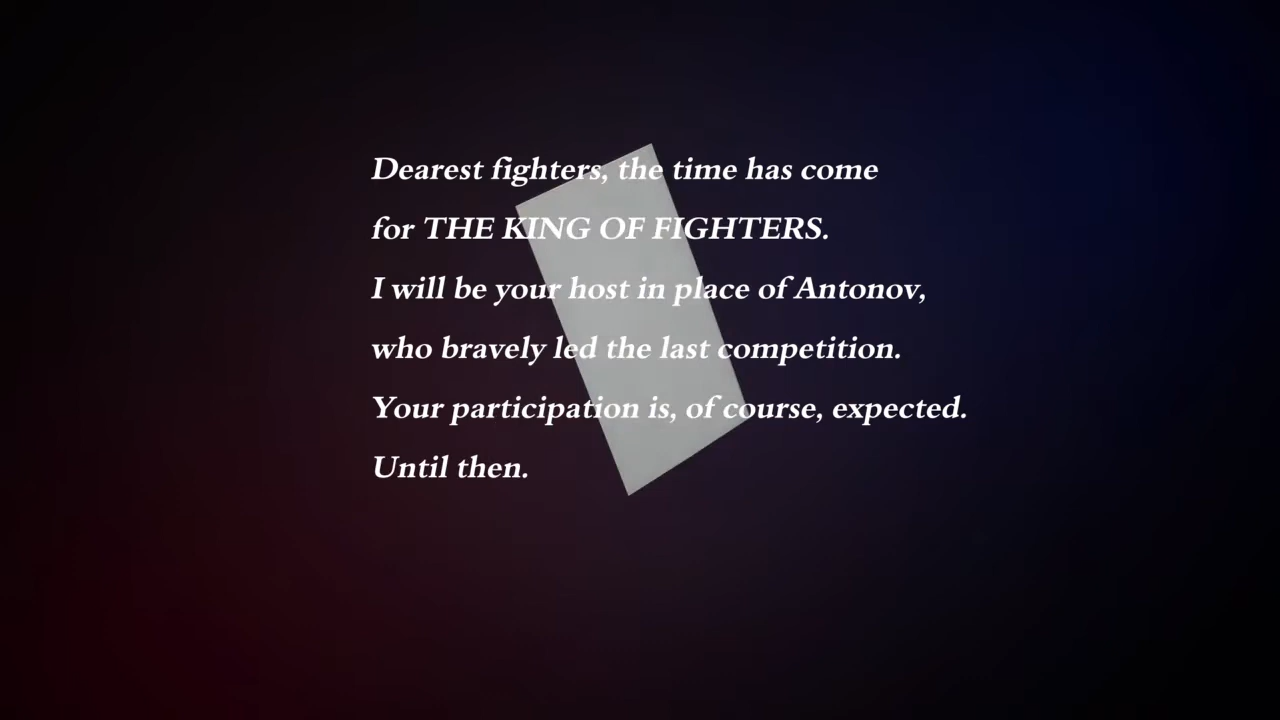 Dearest fighters, the time has come
for THE KING OF FIGHTERS.
I will be your host in place of Antonov,
who bravely led the last competition.
Your participation is, of course, expected.
Until then.